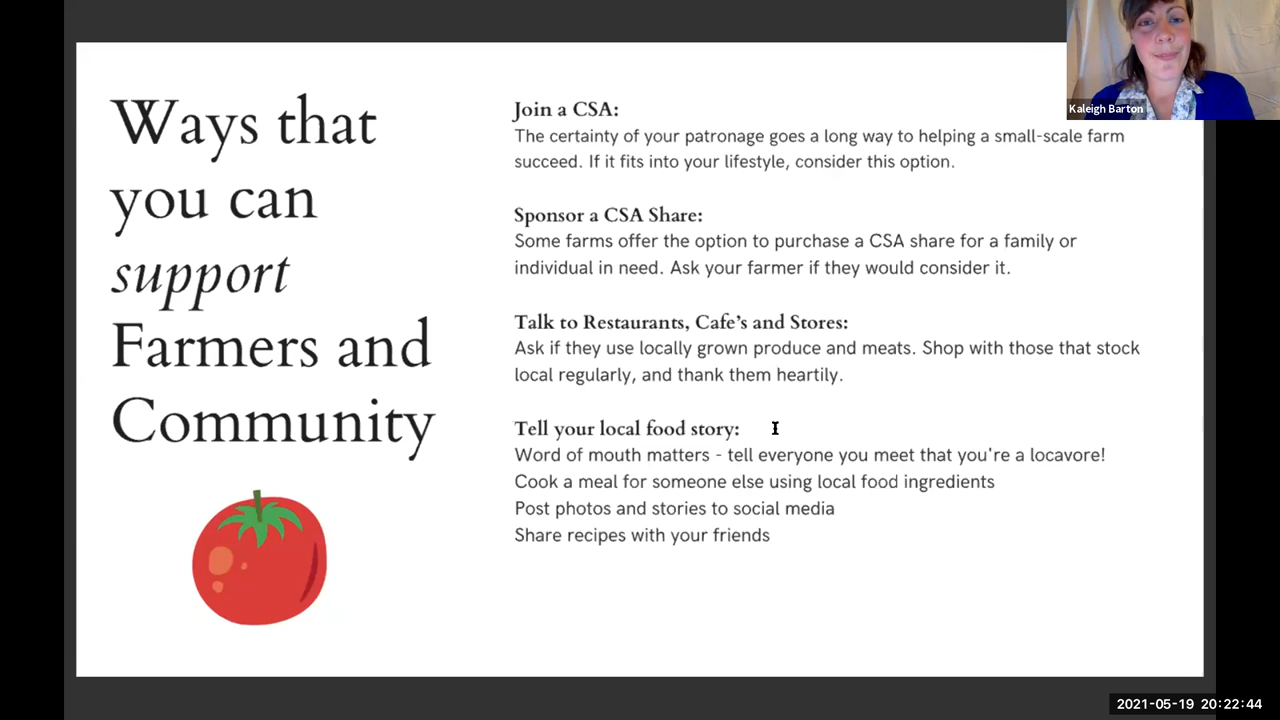 Ways that
you can
support
Farmers and
Community
Join a CSA:
The certainty of your patronage goes a long way to helping a small-scale farm
succeed. If it fits into your lifestyle, consider this option.
Sponsor a CSA Share:
Some farms offer the option to purchase a CSA share for a family or
individual in need. Ask your farmer if they would consider it.
Talk to Restaurants, Cafe's and Stores:
Ask if they use locally grown produce and meats. Shop with those that stock
local regularly, and thank them heartily.
Tell your local food story:
Word of mouth matters - tell everyone you meet that you're a locavore!
Cook a meal for someone else using local food ingredients
Post photos and stories to social media
Share recipes with your friends
Kaleigh Barton
2021-05-19 20:22:44